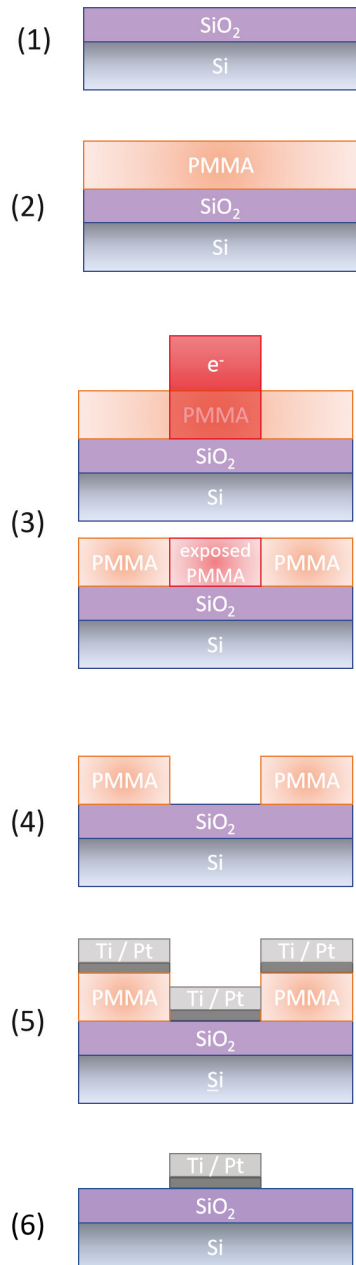 (1)
SiO₂
Si
(2)
PMMA
SiO₂
Si
(3)
e⁻
PMMA
SiO₂
Si
PMMA
exposed
PMMA
PMMA
SiO₂
Si
(4)
PMMA
PMMA
SiO₂
Si
(5)
Ti / Pt
Ti / Pt
Ti / Pt
PMMA
PMMA
SiO₂
Si
(6)
Ti / Pt
SiO₂
Si